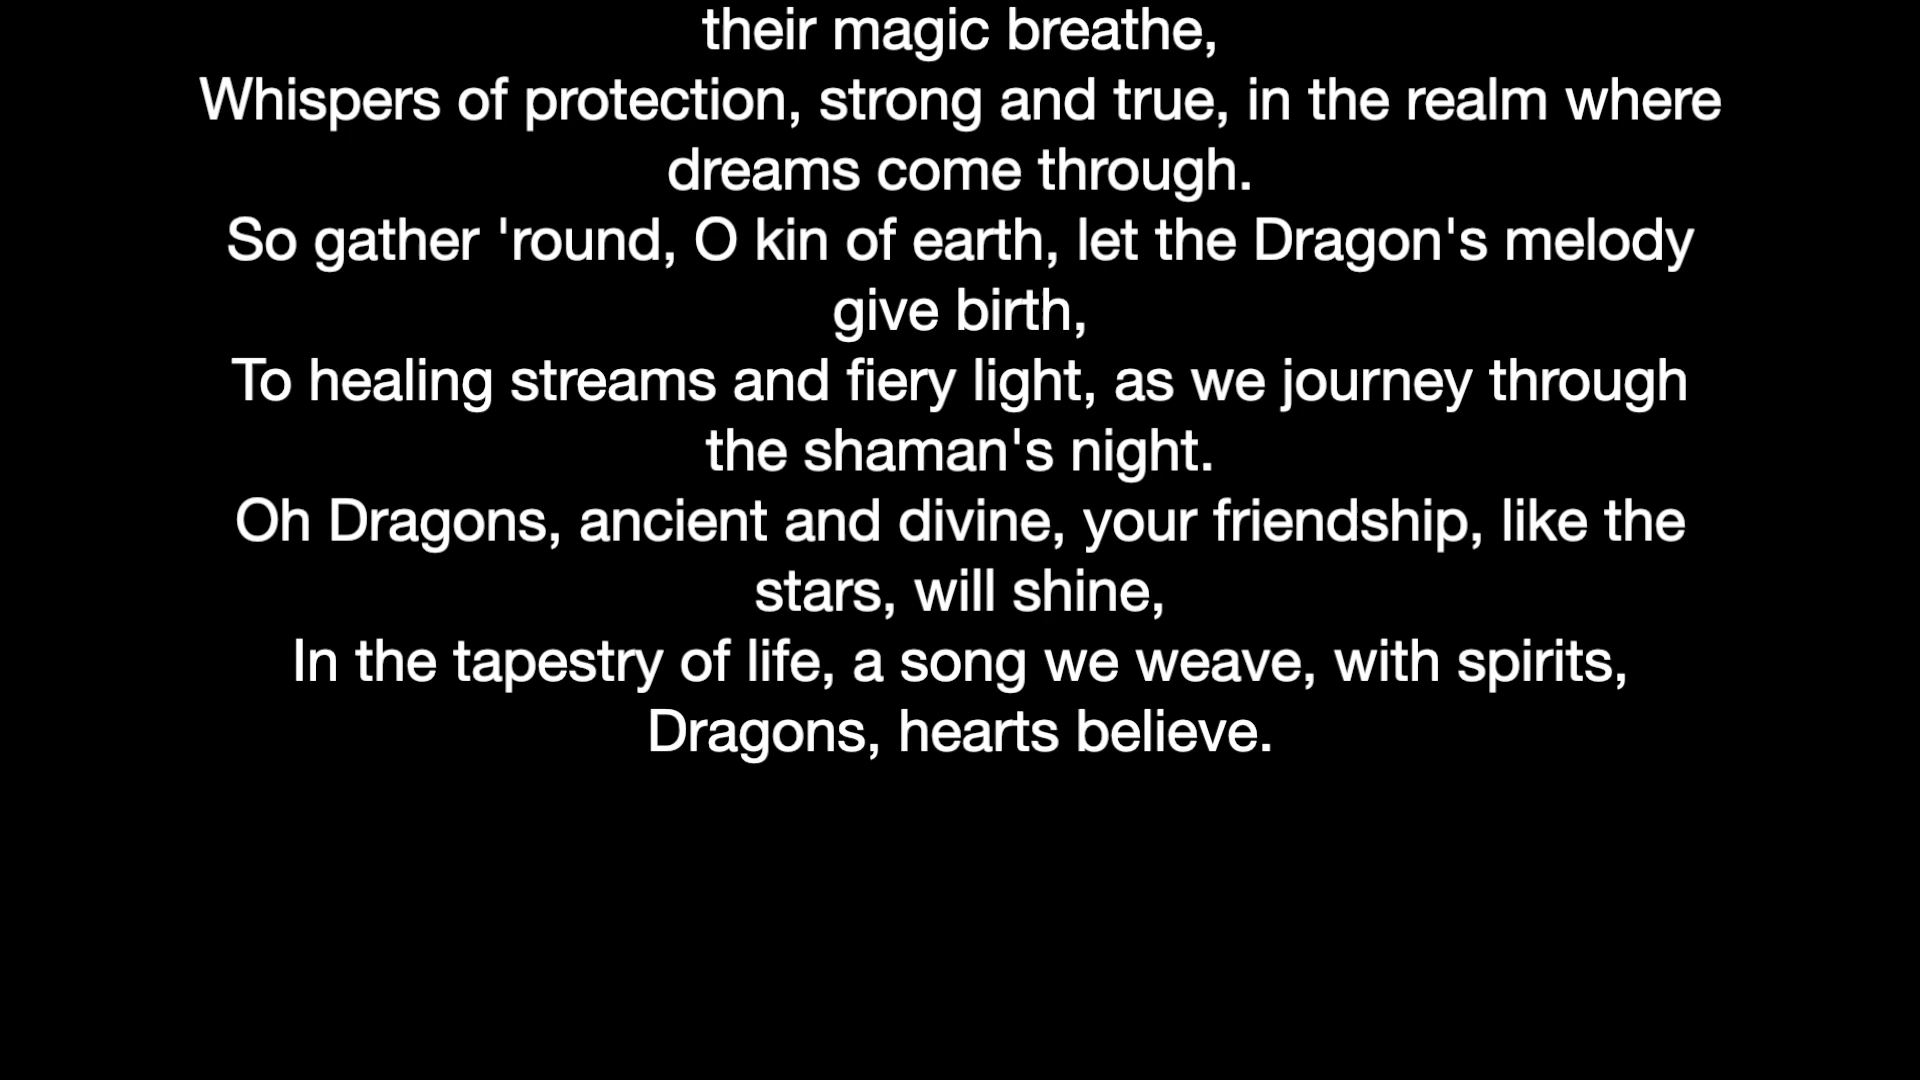 their magic breathe,
Whispers of protection, strong and true, in the realm where
dreams come through.
So gather 'round, O kin of earth, let the Dragon's melody
give birth,
To healing streams and fiery light, as we journey through
the shaman's night.
Oh Dragons, ancient and divine, your friendship, like the
stars, will shine,
In the tapestry of life, a song we weave, with spirits,
Dragons, hearts believe.